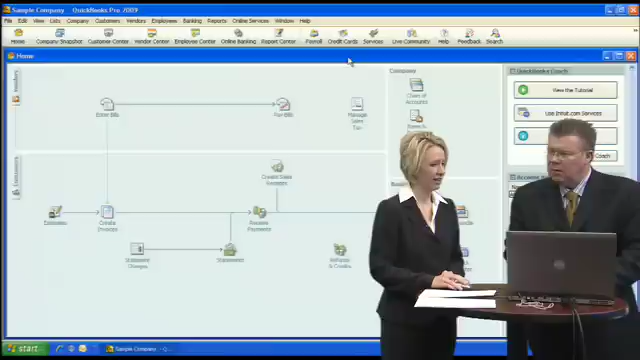 Sample Company - QuickBooks Pro 2009
File Edit View Lists Company Customers Vendors Employees Banking Reports Online Services Window Help
Home Company Snapshot Customer Center Vendor Center Employee Center Online Banking Report Center Payroll Credit Cards Services Live Community Help Feedback Search
Home
Vendors
Enter Bills
Pay Bills
Manage
Sales
Tax
Company
Chart of
Accounts
Items &
QuickBooks Coach
View the Tutorial
Use Intuit.com Services
Coach
Customers
Create Sales
Receipts
Estimates
Create
Invoices
Receive
Payments
Statement
Charges
Statements
Refunds
& Credits
start
Sample Company - Q...